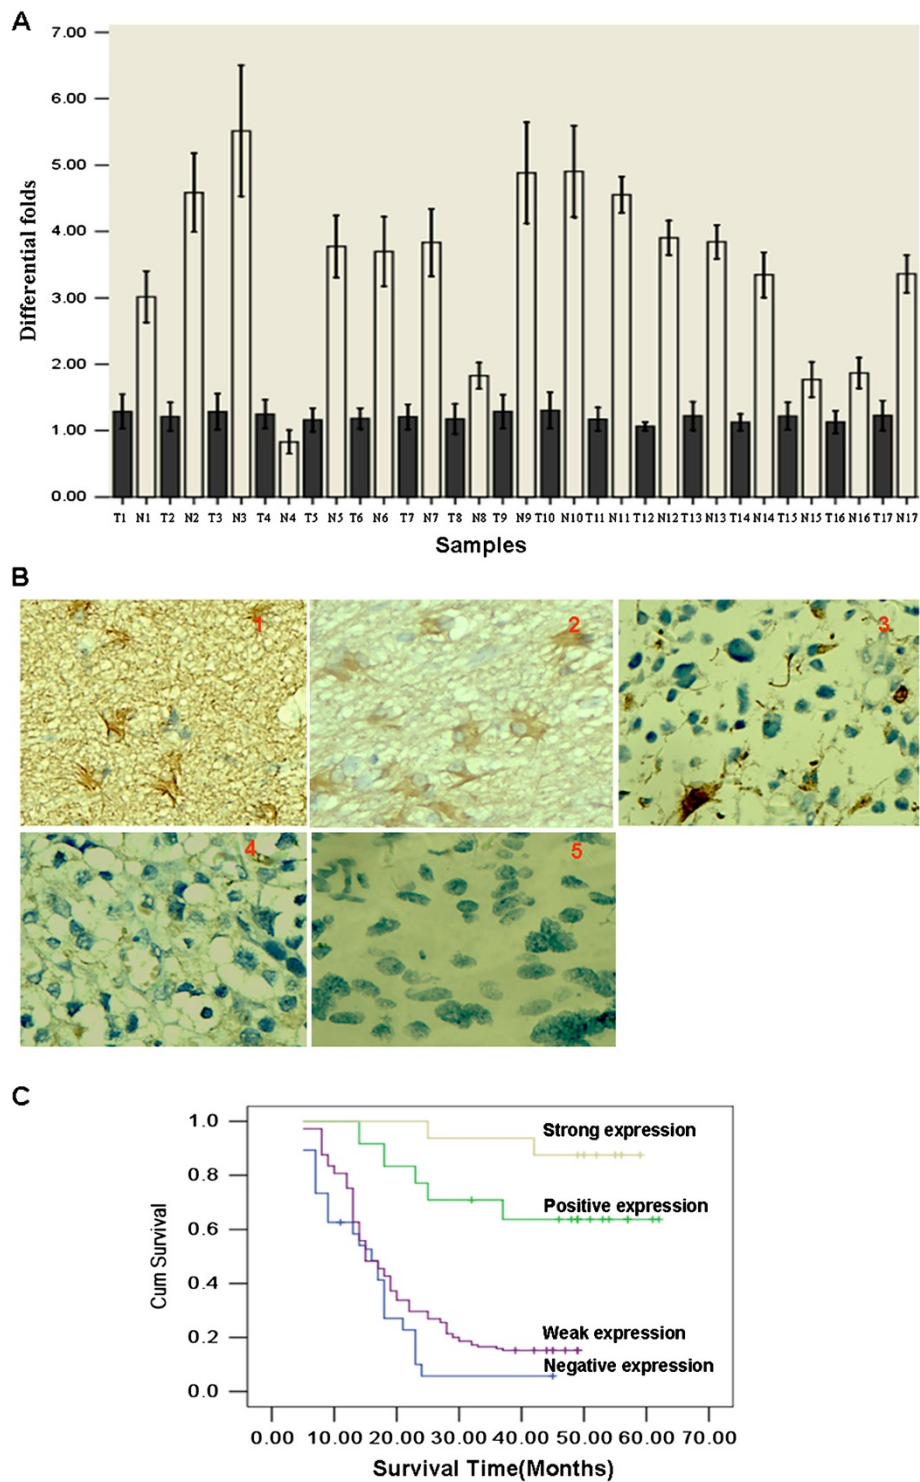 A
7.00
6.00
5.00
4.00
3.00
2.00
1.00
0.00
Differential folds
T1 N1 T2 N2 T3 N3 T4 N4 T5 N5 T6 N6 T7 N7 T8 N8 T9 N9 T10 N10 T11 N11 T12 N12 T13 N13 T14 N14 T15 N15 T16 N16 T17 N17
Samples
B
1
2
3
4
5
C
1.0
0.8
0.6
0.4
0.2
0.0
Cum Survival
Strong expression
Positive expression
Weak expression
Negative expression
0.00 10.00 20.00 30.00 40.00 50.00 60.00 70.00
Survival Time(Months)